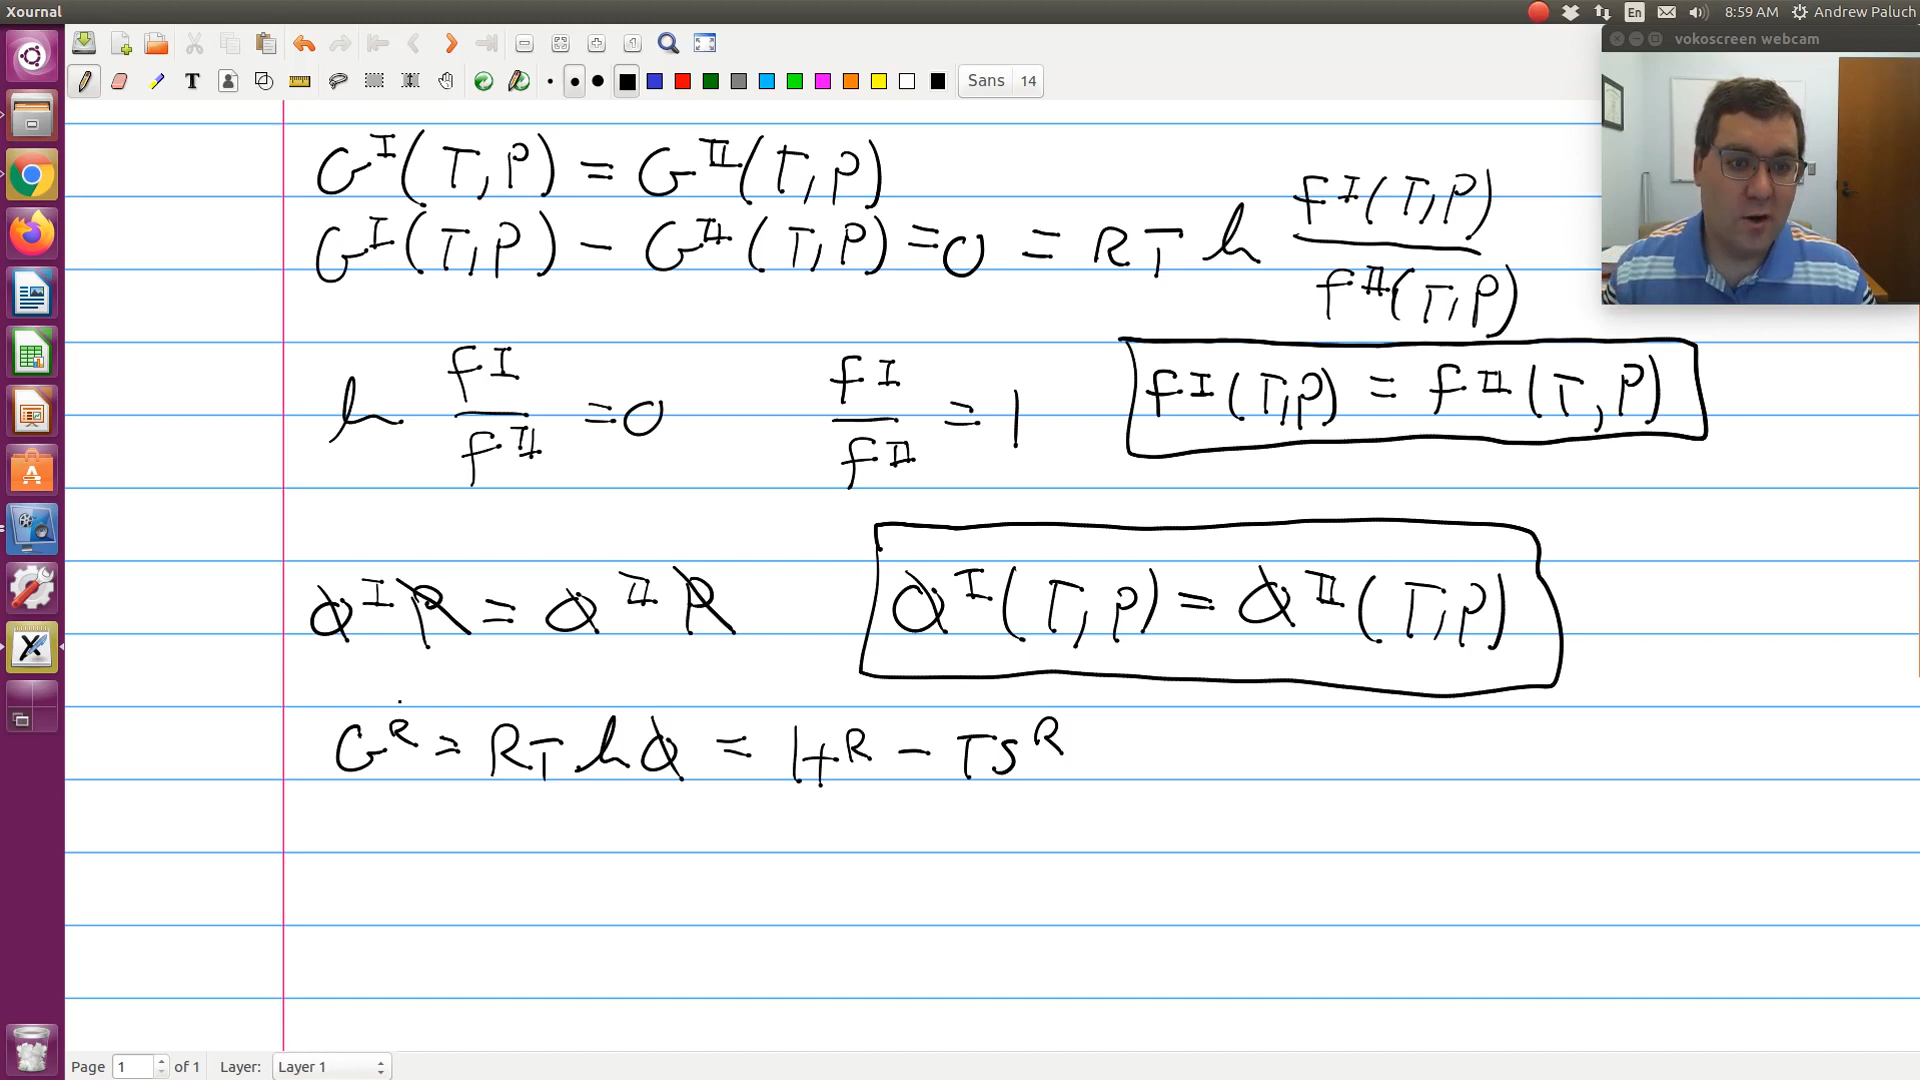 Xournal
En
8:59 AM
Andrew Paluch
vokoscreen webcam
Sans 14
G^I(T,P) = G^II(T,P)
G^I(T,P) - G^II(T,P) = 0 = RT ln f^I(T,P) / f^II(T,P)
ln f^I / f^II = 0
f^I / f^II = 1
f^I(T,P) = f^II(T,P)
ϕ^I P = ϕ^II P
ϕ^I(T,P) = ϕ^II(T,P)
G^R = RT ln ϕ = H^R - TS^R
Page 1 of 1 Layer: Layer 1